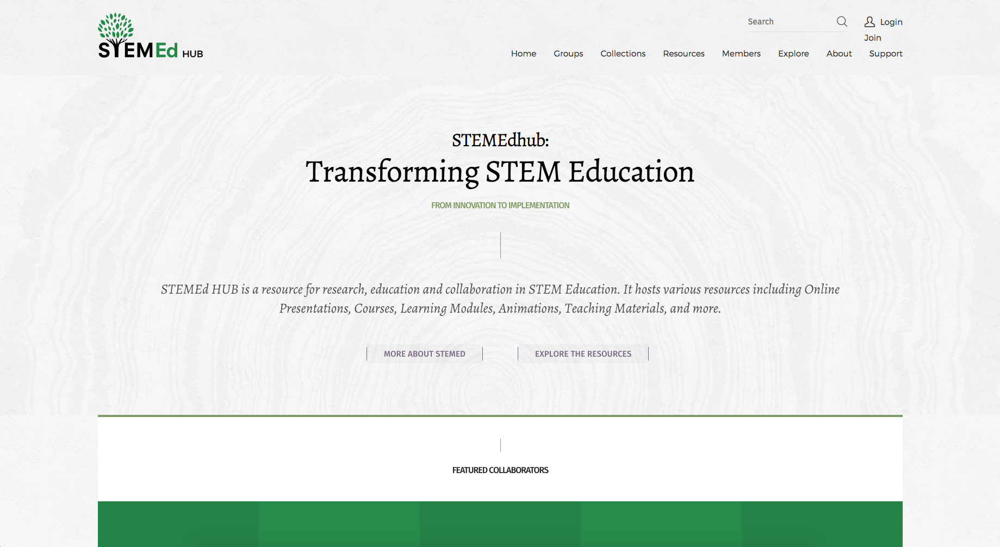 STEMEd HUB
Search
Login
Join
Home Groups Collections Resources Members Explore About Support
STEMEdhub:
Transforming STEM Education
FROM INNOVATION TO IMPLEMENTATION
STEMEd HUB is a resource for research, education and collaboration in STEM Education. It hosts various resources including Online
Presentations, Courses, Learning Modules, Animations, Teaching Materials, and more.
MORE ABOUT STEMED EXPLORE THE RESOURCES
FEATURED COLLABORATORS